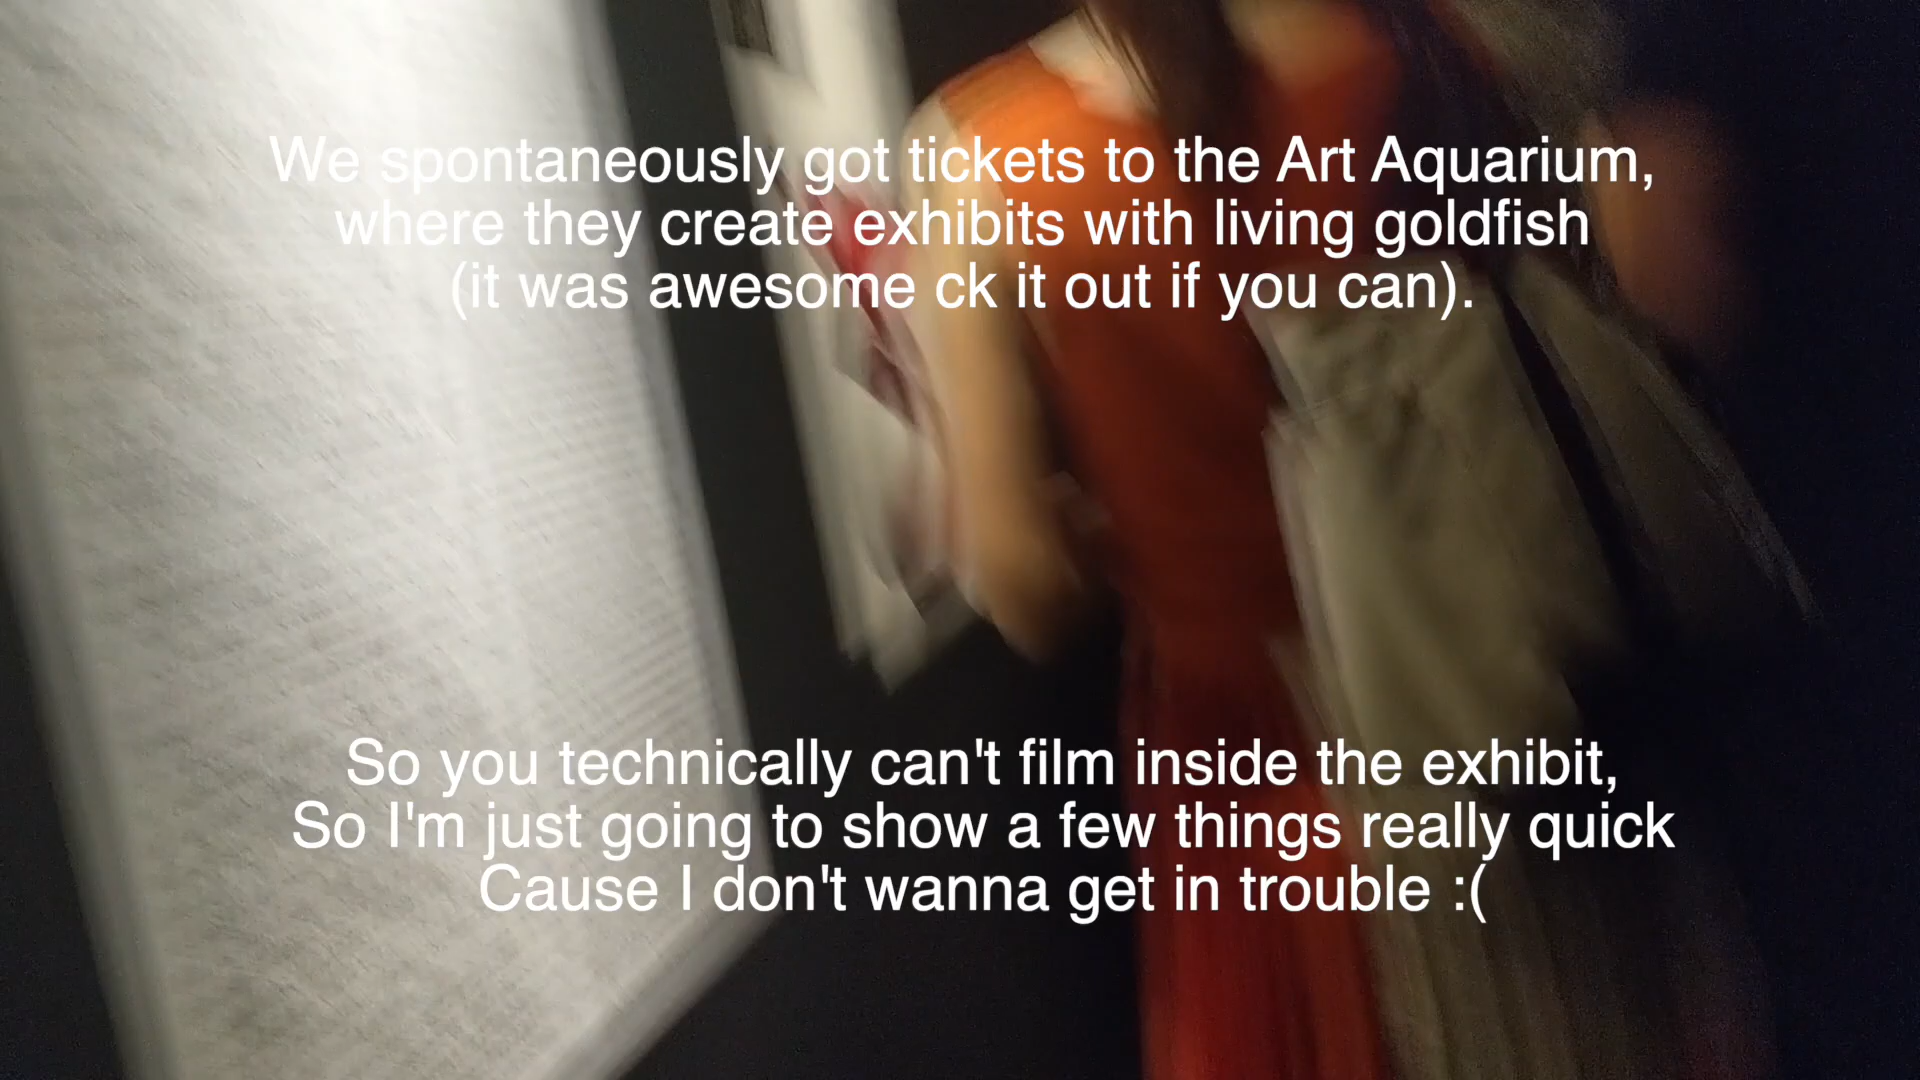 We spontaneously got tickets to the Art Aquarium,
where they create exhibits with living goldfish
(it was awesome ck it out if you can).
So you technically can't film inside the exhibit,
So I'm just going to show a few things really quick
Cause I don't wanna get in trouble :(